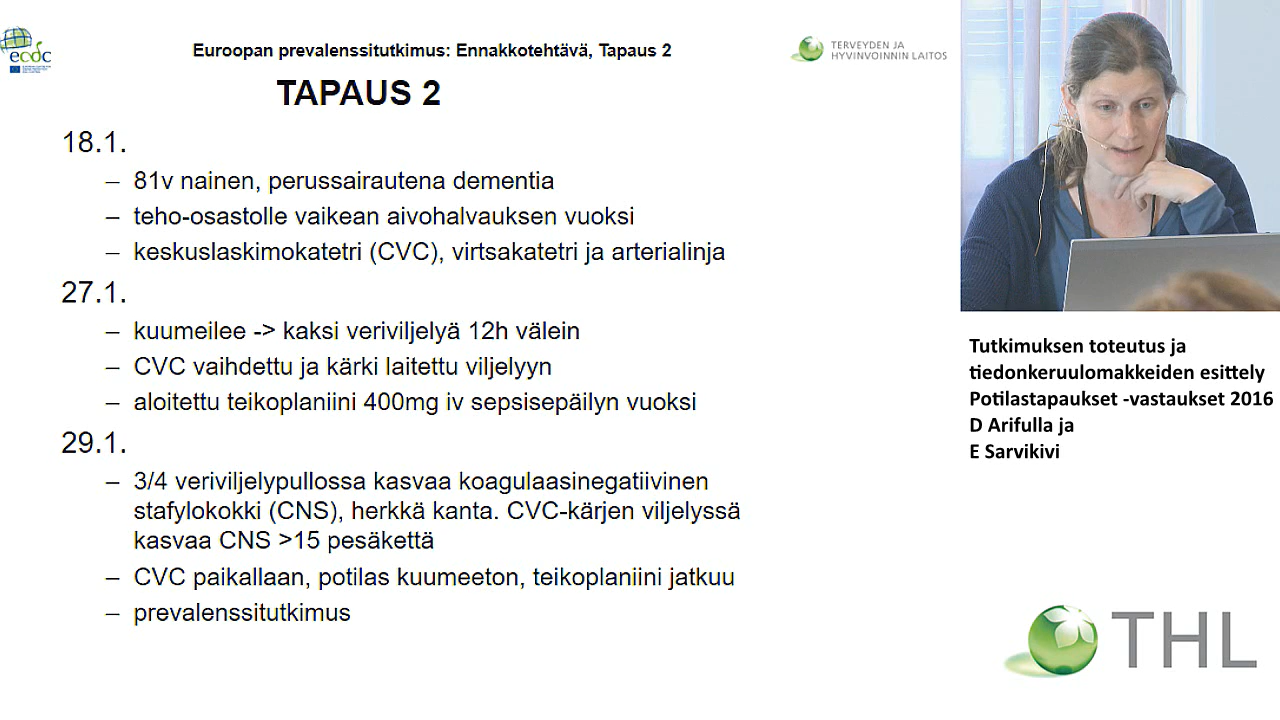 ecdc
Euroopan prevalenssitutkimus: Ennakkotehtävä, Tapaus 2
TERVEYDEN JA
HYVINVOINNIN LAITOS
TAPAUS 2
18.1.
– 81v nainen, perussairautena dementia
– teho-osastolle vaikean aivohalvauksen vuoksi
– keskuslaskimokatetri (CVC), virtsakatetri ja arterialinja
27.1.
– kuumeilee -> kaksi veriviljelyä 12h välein
– CVC vaihdettu ja kärki laitettu viljelyyn
– aloitettu teikoplaniini 400mg iv sepsisepäilyn vuoksi
29.1.
– 3/4 veriviljelypullossa kasvaa koagulaasinegatiivinen
stafylokokki (CNS), herkkä kanta. CVC-kärjen viljelyssä
kasvaa CNS >15 pesäkettä
– CVC paikallaan, potilas kuumeeton, teikoplaniini jatkuu
– prevalenssitutkimus
Tutkimuksen toteutus ja
tiedonkeruulomakkeiden esittely
Potilastapaukset -vastaukset 2016
D Arifulla ja
E Sarvikivi
THL